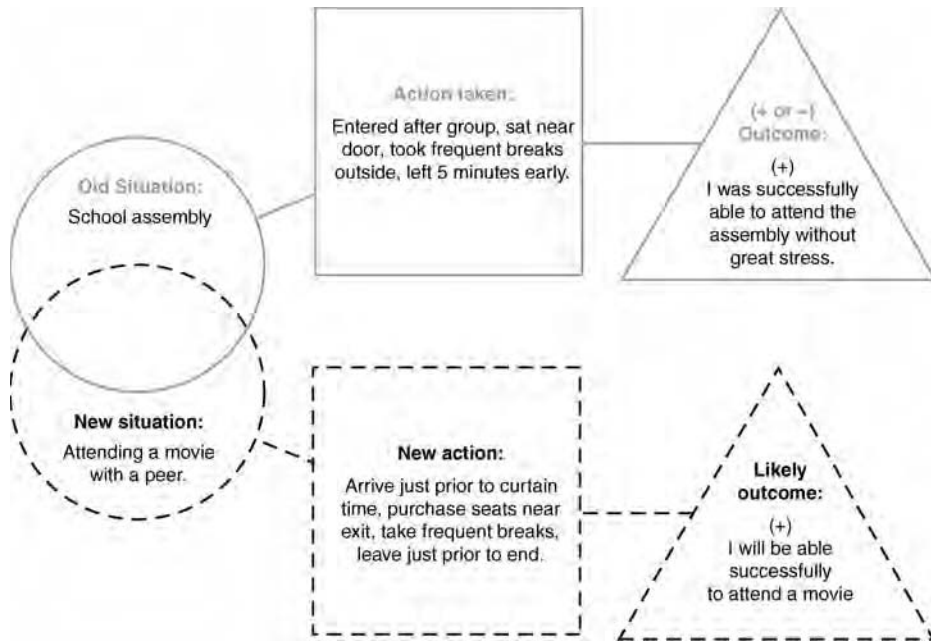 Old Situation:
School assembly
Action taken:
Entered after group, sat near
door, took frequent breaks
outside, left 5 minutes early.
(+ or –)
Outcome:
(+)
I was successfully
able to attend the
assembly without
great stress.
New situation:
Attending a movie
with a peer.
New action:
Arrive just prior to curtain
time, purchase seats near
exit, take frequent breaks,
leave just prior to end.
Likely
outcome:
(+)
I will be able
successfully
to attend a movie